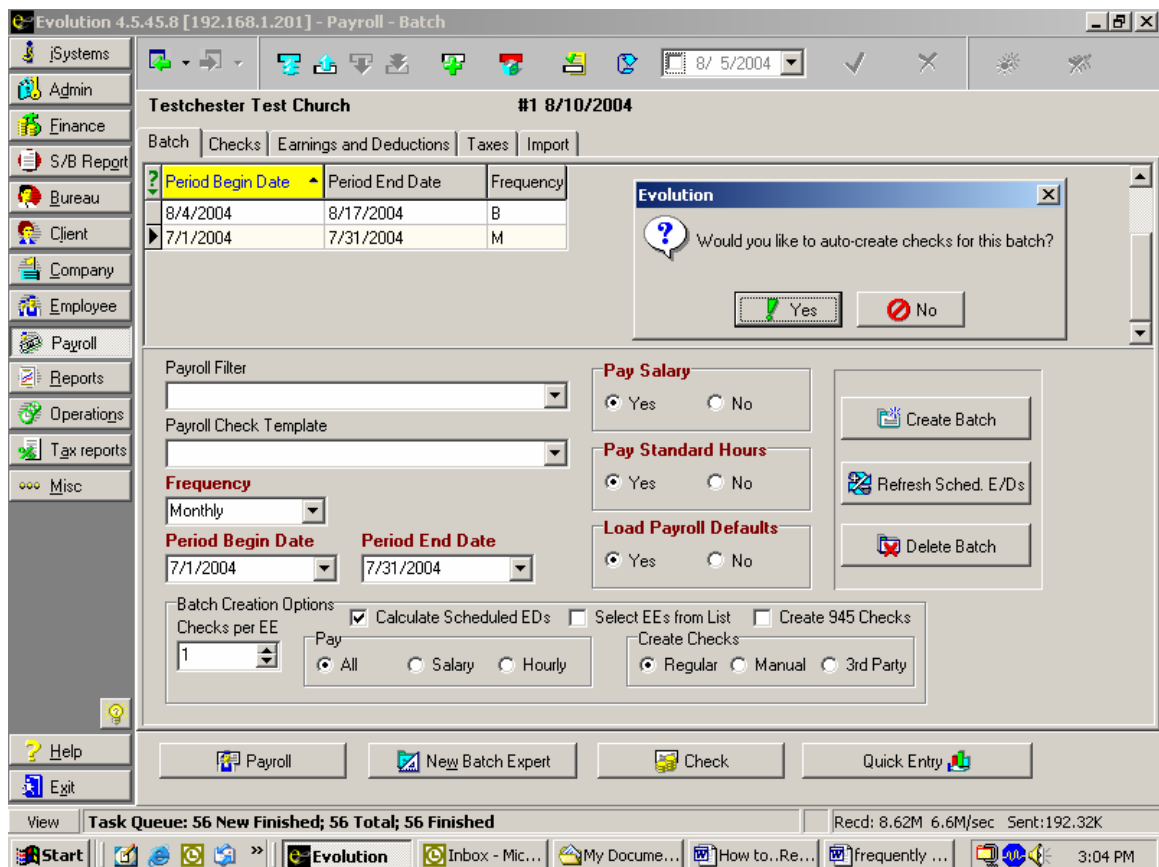 Evolution 4.5.45.8 [192.168.1.201] - Payroll - Batch
iSystems
Admin
Finance
S/B Report
Bureau
Client
Company
Employee
Payroll
Reports
Operations
Tax reports
Misc
Help
Exit
8/ 5/2004
Testchester Test Church #1 8/10/2004
Batch Checks Earnings and Deductions Taxes Import
? Period Begin Date Period End Date Frequency
8/4/2004 8/17/2004 B
7/1/2004 7/31/2004 M
Evolution
? Would you like to auto-create checks for this batch?
Yes No
Payroll Filter
Payroll Check Template
Frequency
Monthly
Period Begin Date Period End Date
7/1/2004 7/31/2004
Pay Salary
Yes No
Pay Standard Hours
Yes No
Load Payroll Defaults
Yes No
Create Batch
Refresh Sched. E/Ds
Delete Batch
Batch Creation Options
Calculate Scheduled EDs Select EEs from List Create 945 Checks
Checks per EE
1
Pay
All Salary Hourly
Create Checks
Regular Manual 3rd Party
Payroll New Batch Expert Check Quick Entry
View Task Queue: 56 New Finished; 56 Total; 56 Finished Recd: 8.62M 6.6M/sec Sent:192.32K
Start » Evolution Inbox - Mic... My Docume... How to..Re... frequently ... 3:04 PM